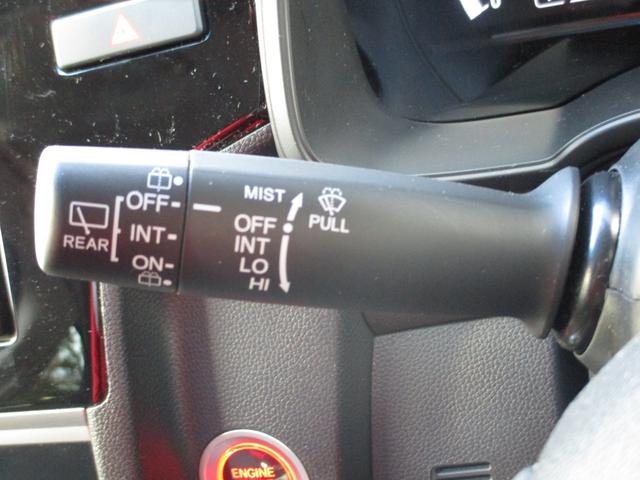 REAR
OFF
INT
ON
MIST
OFF
INT
LO
HI
PULL
ENGINE